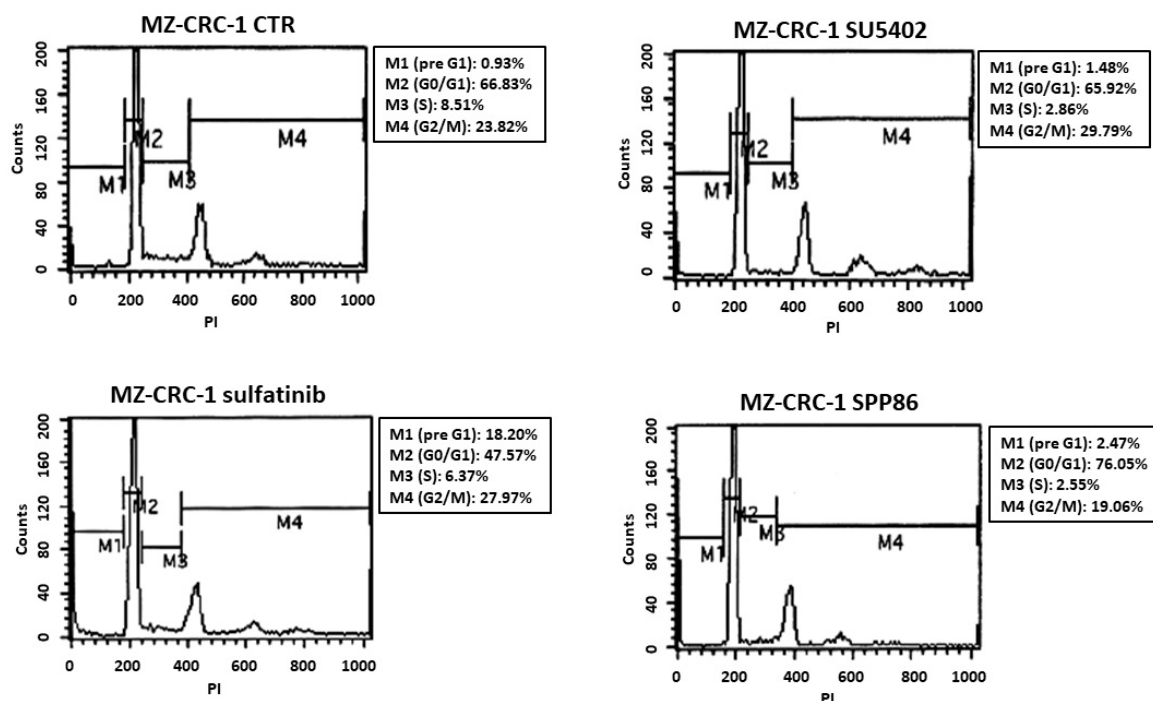 MZ-CRC-1 CTR
200
160
120
80
40
0
Counts
M1
M2
M3
M4
0 200 400 600 800 1000
PI
M1 (pre G1): 0.93%
M2 (G0/G1): 66.83%
M3 (S): 8.51%
M4 (G2/M): 23.82%
MZ-CRC-1 SU5402
200
160
120
80
40
0
Counts
M1
M2
M3
M4
0 200 400 600 800 1000
PI
M1 (pre G1): 1.48%
M2 (G0/G1): 65.92%
M3 (S): 2.86%
M4 (G2/M): 29.79%
MZ-CRC-1 sulfatinib
200
160
120
80
40
0
Counts
M1
M2
M3
M4
0 200 400 600 800 1000
PI
M1 (pre G1): 18.20%
M2 (G0/G1): 47.57%
M3 (S): 6.37%
M4 (G2/M): 27.97%
MZ-CRC-1 SPP86
200
160
120
80
40
0
Counts
M1
M2
M3
M4
0 200 400 600 800 1000
PI
M1 (pre G1): 2.47%
M2 (G0/G1): 76.05%
M3 (S): 2.55%
M4 (G2/M): 19.06%